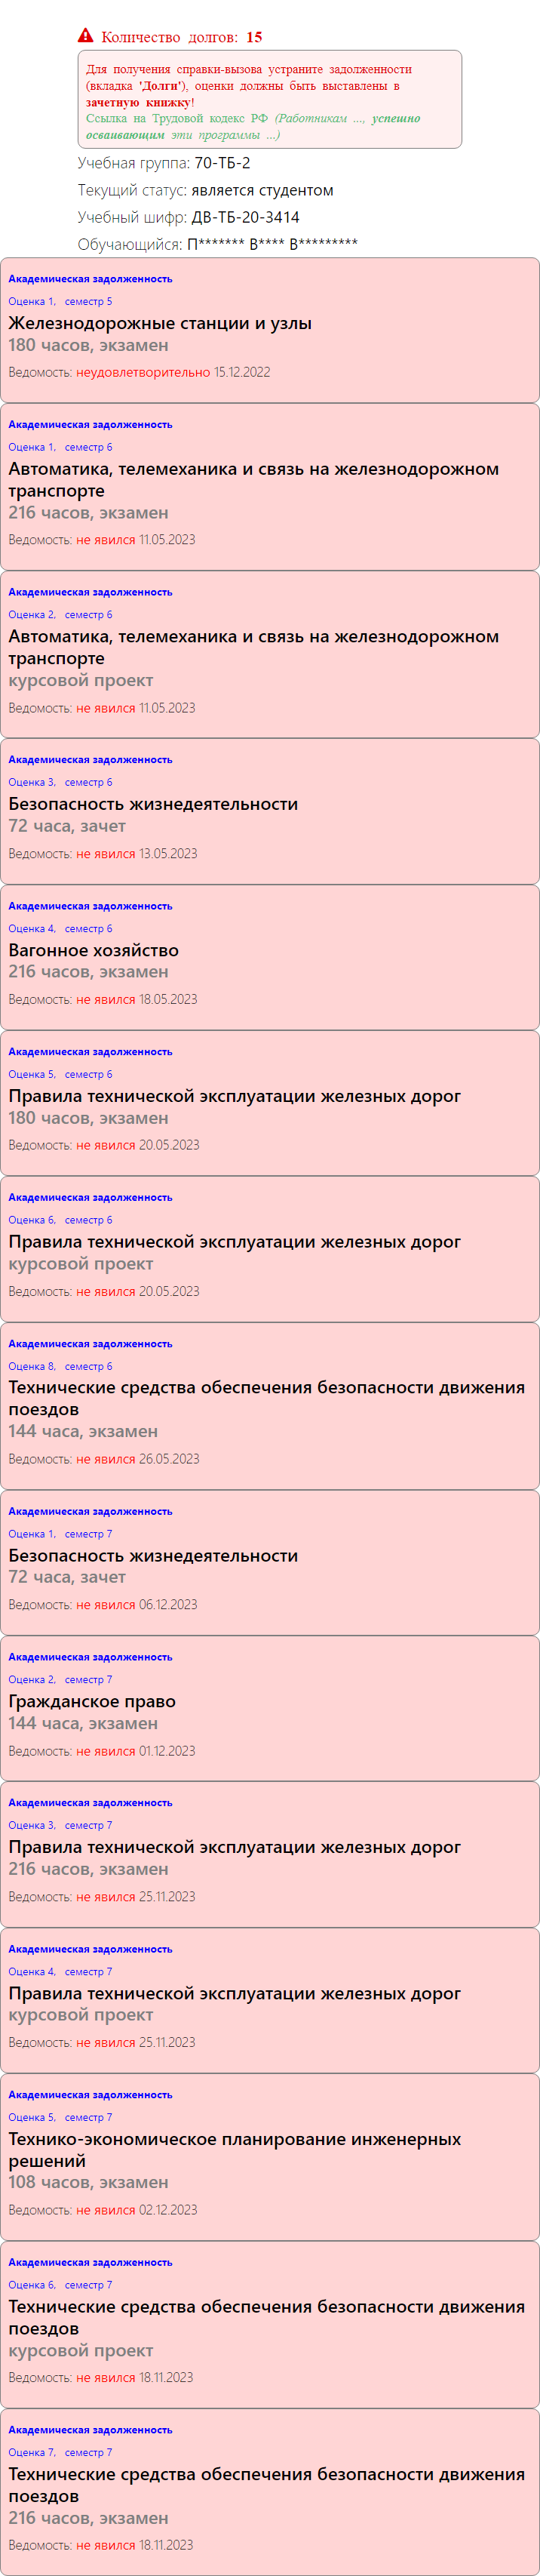 Количество долгов: 15
Для получения справки-вызова устраните задолженности
(вкладка 'Долги'), оценки должны быть выставлены в
зачетную книжку!
Ссылка на Трудовой кодекс РФ (Работникам ..., успешно
осваивающим эти программы ...)
Учебная группа: 70-ТБ-2
Текущий статус: является студентом
Учебный шифр: ДВ-ТБ-20-3414
Обучающийся: П******* В**** В*********
Академическая задолженность
Оценка 1, семестр 5
Железнодорожные станции и узлы
180 часов, экзамен
Ведомость: неудовлетворительно 15.12.2022
Академическая задолженность
Оценка 1, семестр 6
Автоматика, телемеханика и связь на железнодорожном
транспорте
216 часов, экзамен
Ведомость: не явился 11.05.2023
Академическая задолженность
Оценка 2, семестр 6
Автоматика, телемеханика и связь на железнодорожном
транспорте
курсовой проект
Ведомость: не явился 11.05.2023
Академическая задолженность
Оценка 3, семестр 6
Безопасность жизнедеятельности
72 часа, зачет
Ведомость: не явился 13.05.2023
Академическая задолженность
Оценка 4, семестр 6
Вагонное хозяйство
216 часов, экзамен
Ведомость: не явился 18.05.2023
Академическая задолженность
Оценка 5, семестр 6
Правила технической эксплуатации железных дорог
180 часов, экзамен
Ведомость: не явился 20.05.2023
Академическая задолженность
Оценка 6, семестр 6
Правила технической эксплуатации железных дорог
курсовой проект
Ведомость: не явился 20.05.2023
Академическая задолженность
Оценка 8, семестр 6
Технические средства обеспечения безопасности движения
поездов
144 часа, экзамен
Ведомость: не явился 26.05.2023
Академическая задолженность
Оценка 1, семестр 7
Безопасность жизнедеятельности
72 часа, зачет
Ведомость: не явился 06.12.2023
Академическая задолженность
Оценка 2, семестр 7
Гражданское право
144 часа, экзамен
Ведомость: не явился 01.12.2023
Академическая задолженность
Оценка 3, семестр 7
Правила технической эксплуатации железных дорог
216 часов, экзамен
Ведомость: не явился 25.11.2023
Академическая задолженность
Оценка 4, семестр 7
Правила технической эксплуатации железных дорог
курсовой проект
Ведомость: не явился 25.11.2023
Академическая задолженность
Оценка 5, семестр 7
Технико-экономическое планирование инженерных
решений
108 часов, экзамен
Ведомость: не явился 02.12.2023
Академическая задолженность
Оценка 6, семестр 7
Технические средства обеспечения безопасности движения
поездов
курсовой проект
Ведомость: не явился 18.11.2023
Академическая задолженность
Оценка 7, семестр 7
Технические средства обеспечения безопасности движения
поездов
216 часов, экзамен
Ведомость: не явился 18.11.2023